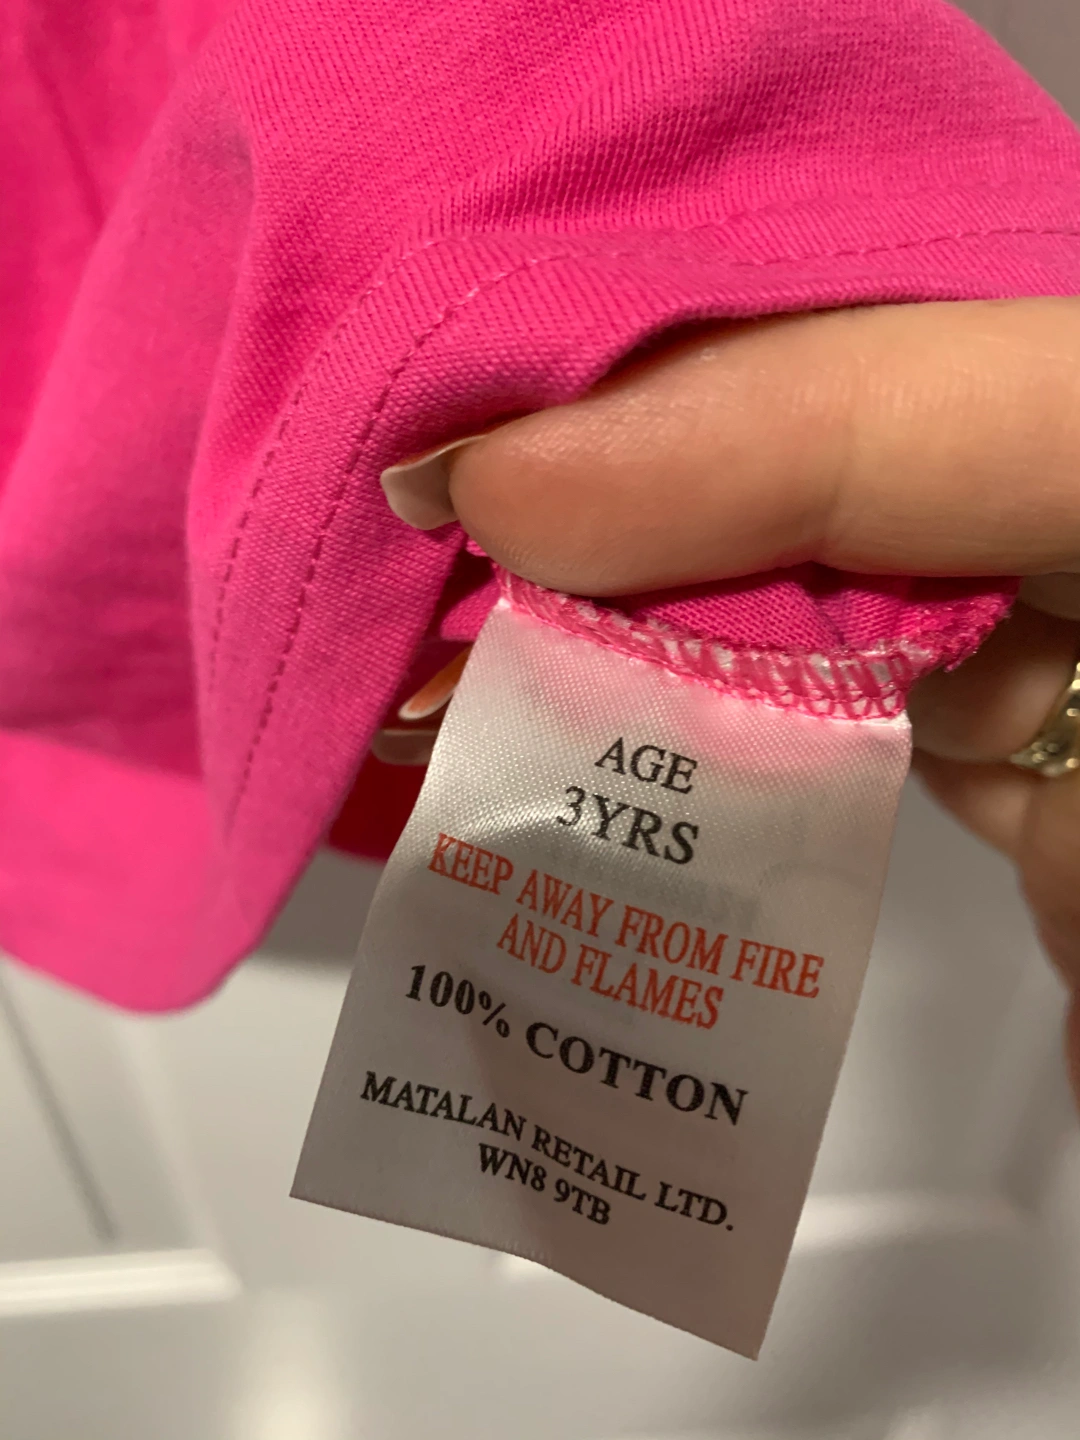 AGE
3YRS
KEEP AWAY FROM FIRE
AND FLAMES
100% COTTON
MATALAN RETAIL LTD.
WN8 9TB